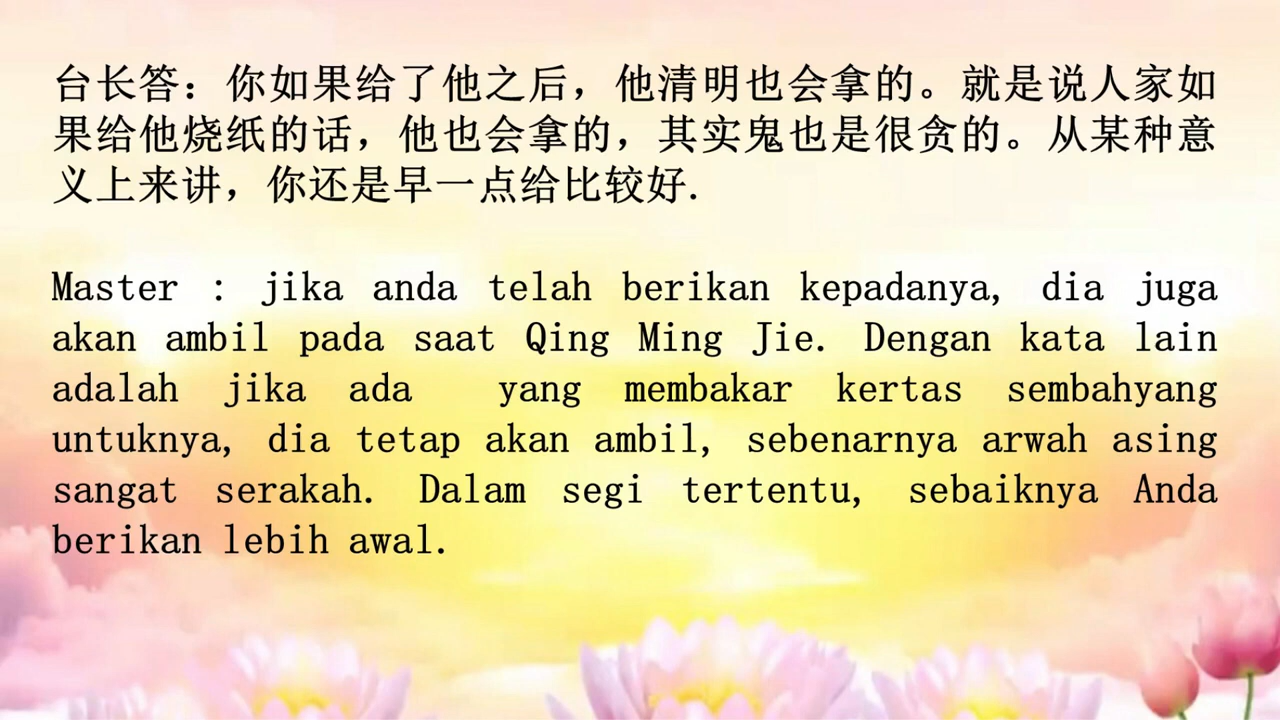 台长答：你如果给了他之后，他清明也会拿的。就是说人家如
果给他烧纸的话，他也会拿的，其实鬼也是很贪的。从某种意
义上来讲，你还是早一点给比较好.
Master : jika anda telah berikan kepadanya, dia juga
akan ambil pada saat Qing Ming Jie. Dengan kata lain
adalah jika ada yang membakar kertas sembahyang
untuknya, dia tetap akan ambil, sebenarnya arwah asing
sangat serakah. Dalam segi tertentu, sebaiknya Anda
berikan lebih awal.